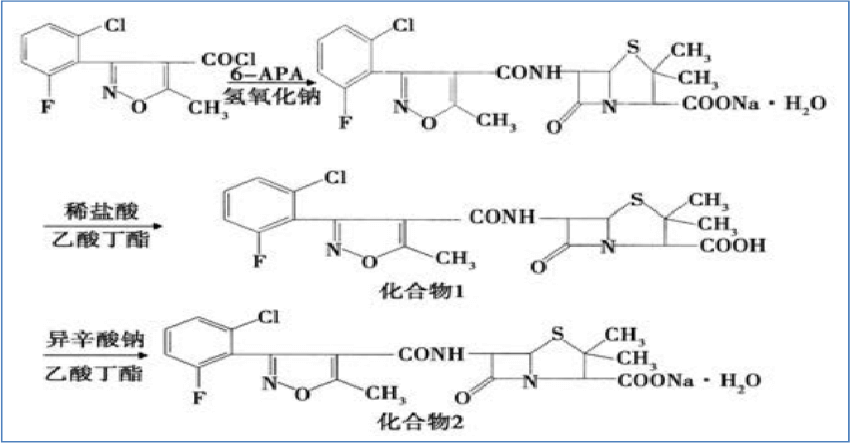 Cl
COCl
F
N
O
CH3
6-APA
氢氧化钠
Cl
F
N
O
CH3
CONH
S
CH3
CH3
O
N
COONa · H2O
稀盐酸
乙酸丁酯
Cl
F
N
O
CH3
CONH
S
CH3
CH3
O
N
COOH
化合物1
异辛酸钠
乙酸丁酯
Cl
F
N
O
CH3
CONH
S
CH3
CH3
O
N
COONa · H2O
化合物2